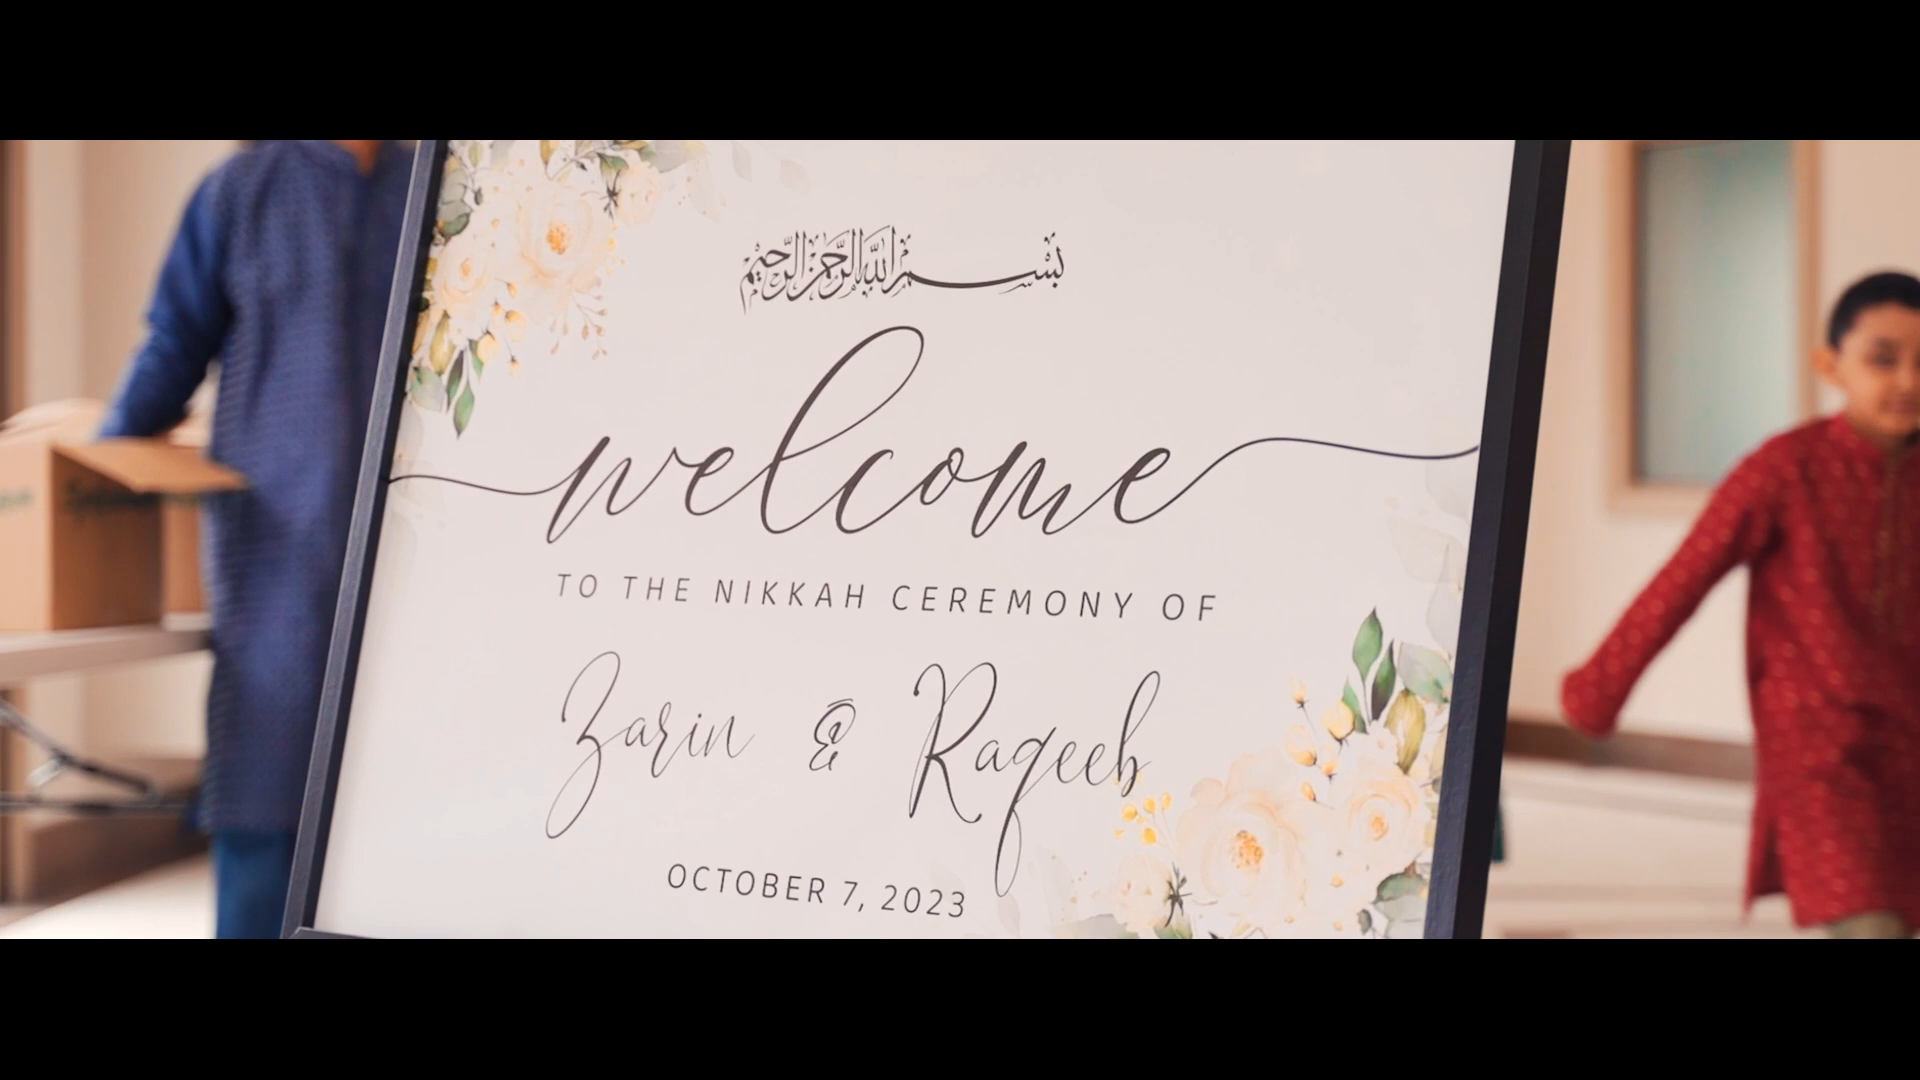 بسم الله الرحمن الرحيم
welcome
TO THE NIKKAH CEREMONY OF
Zarin & Raqeeb
OCTOBER 7, 2023